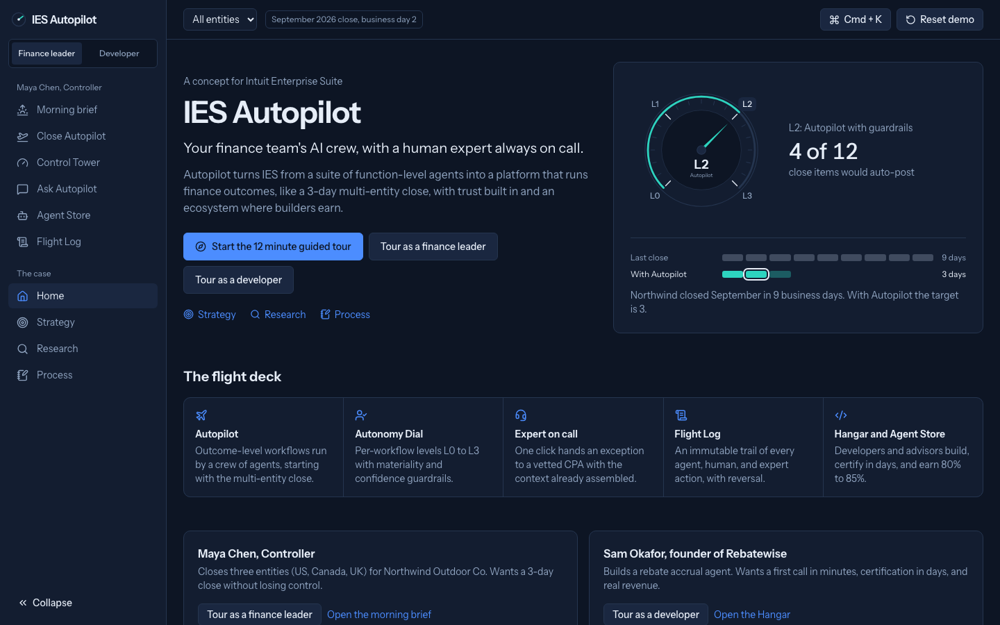 IES Autopilot
Finance leader
Developer
Maya Chen, Controller
Morning brief
Close Autopilot
Control Tower
Ask Autopilot
Agent Store
Flight Log
The case
Home
Strategy
Research
Process
Collapse
All entities
September 2026 close, business day 2
Cmd + K
Reset demo
A concept for Intuit Enterprise Suite
IES Autopilot
Your finance team's AI crew, with a human expert always on call.
Autopilot turns IES from a suite of function-level agents into a platform that runs
finance outcomes, like a 3-day multi-entity close, with trust built in and an
ecosystem where builders earn.
Start the 12 minute guided tour
Tour as a finance leader
Tour as a developer
Strategy
Research
Process
L1
L2
L2
Autopilot
L0
L3
L2: Autopilot with guardrails
4 of 12
close items would auto-post
Last close
9 days
With Autopilot
3 days
Northwind closed September in 9 business days. With Autopilot the target
is 3.
The flight deck
Autopilot
Outcome-level workflows run
by a crew of agents, starting
with the multi-entity close.
Autonomy Dial
Per-workflow levels L0 to L3
with materiality and
confidence guardrails.
Expert on call
One click hands an exception
to a vetted CPA with the
context already assembled.
Flight Log
An immutable trail of every
agent, human, and expert
action, with reversal.
Hangar and Agent Store
Developers and advisors build,
certify in days, and earn 80%
to 85%.
Maya Chen, Controller
Closes three entities (US, Canada, UK) for Northwind Outdoor Co. Wants a 3-day
close without losing control.
Tour as a finance leader
Open the morning brief
Sam Okafor, founder of Rebatewise
Builds a rebate accrual agent. Wants a first call in minutes, certification in days, and
real revenue.
Tour as a developer
Open the Hangar